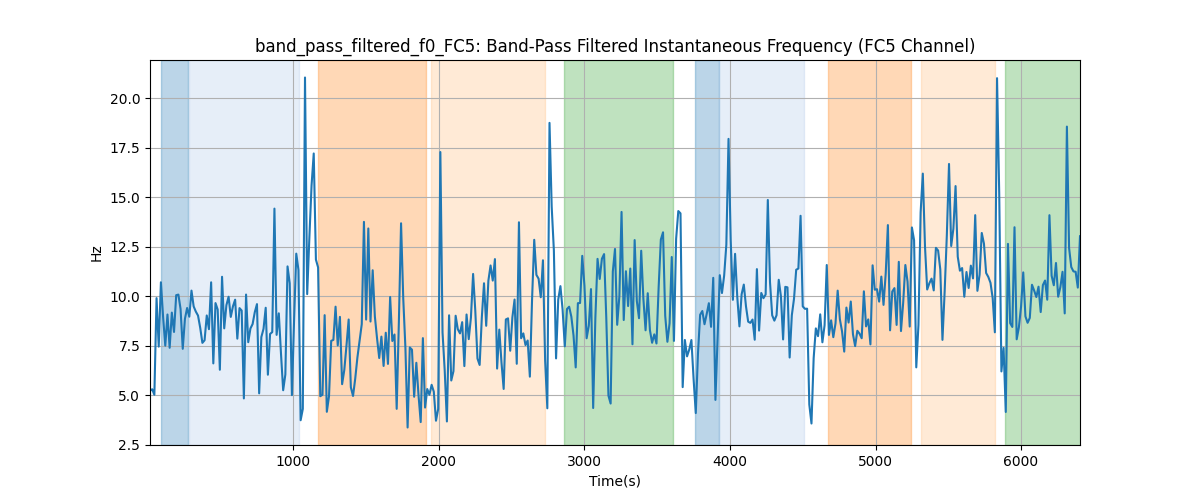 band_pass_filtered_f0_FC5: Band-Pass Filtered Instantaneous Frequency (FC5 Channel)
20.0
17.5
15.0
12.5
10.0
7.5
5.0
2.5
Hz
1000 2000 3000 4000 5000 6000
Time(s)